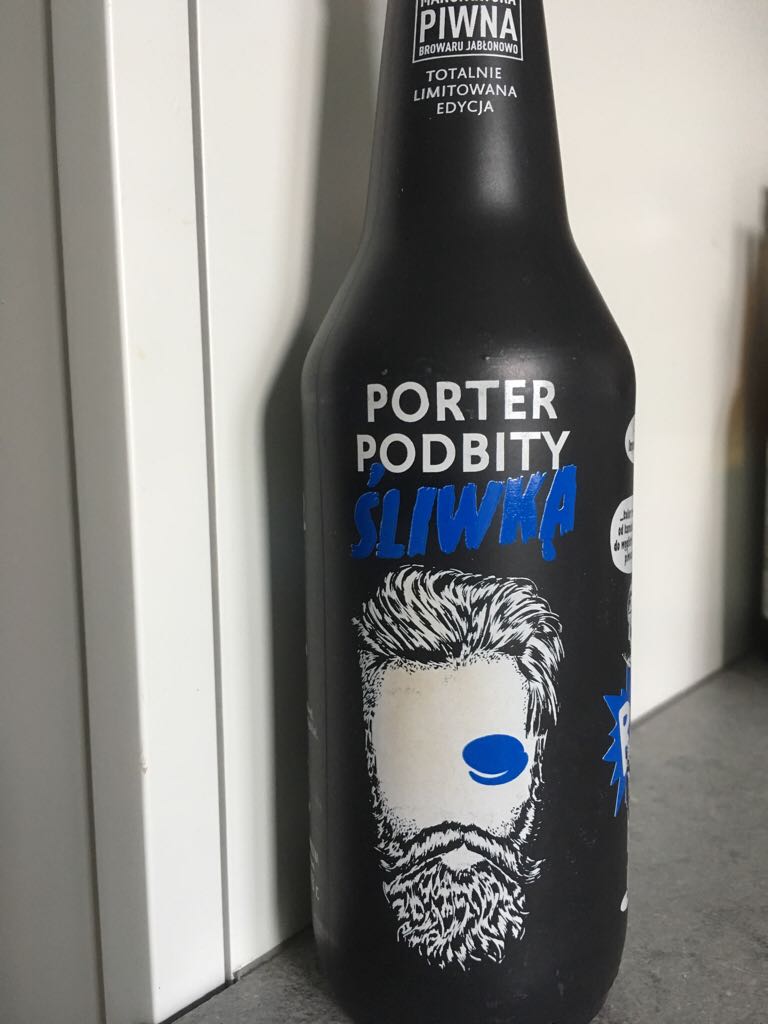 PIWNA
BROWARU JABŁONOWO
TOTALNIE
LIMITOWANA
EDYCJA
PORTER
PODBITY
ŚLIWKĄ